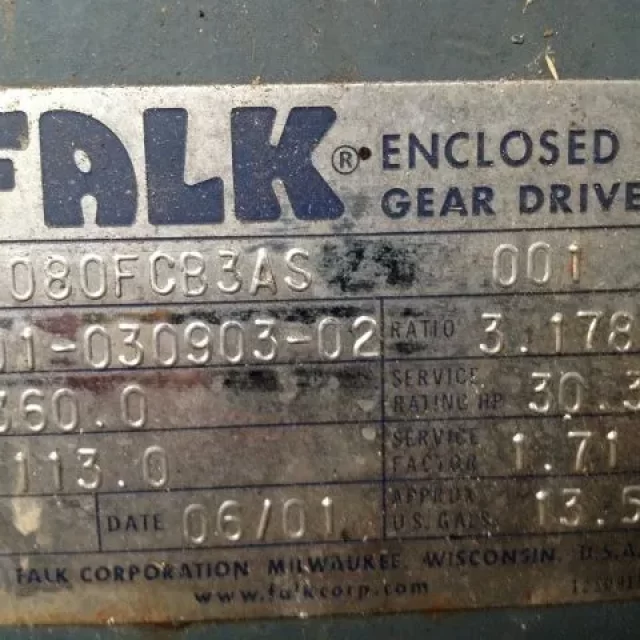 FALK® ENCLOSED
GEAR DRIVE
080FCB3AS 001
01-030903-02 RATIO 3.178
360.0 SERVICE RATING HP 30.3
113.0 SERVICE FACTOR 1.71
DATE 06/01 APPROX. U.S. GALS. 13.5
FALK CORPORATION MILWAUKEE, WISCONSIN, U.S.A
www.falkcorp.com